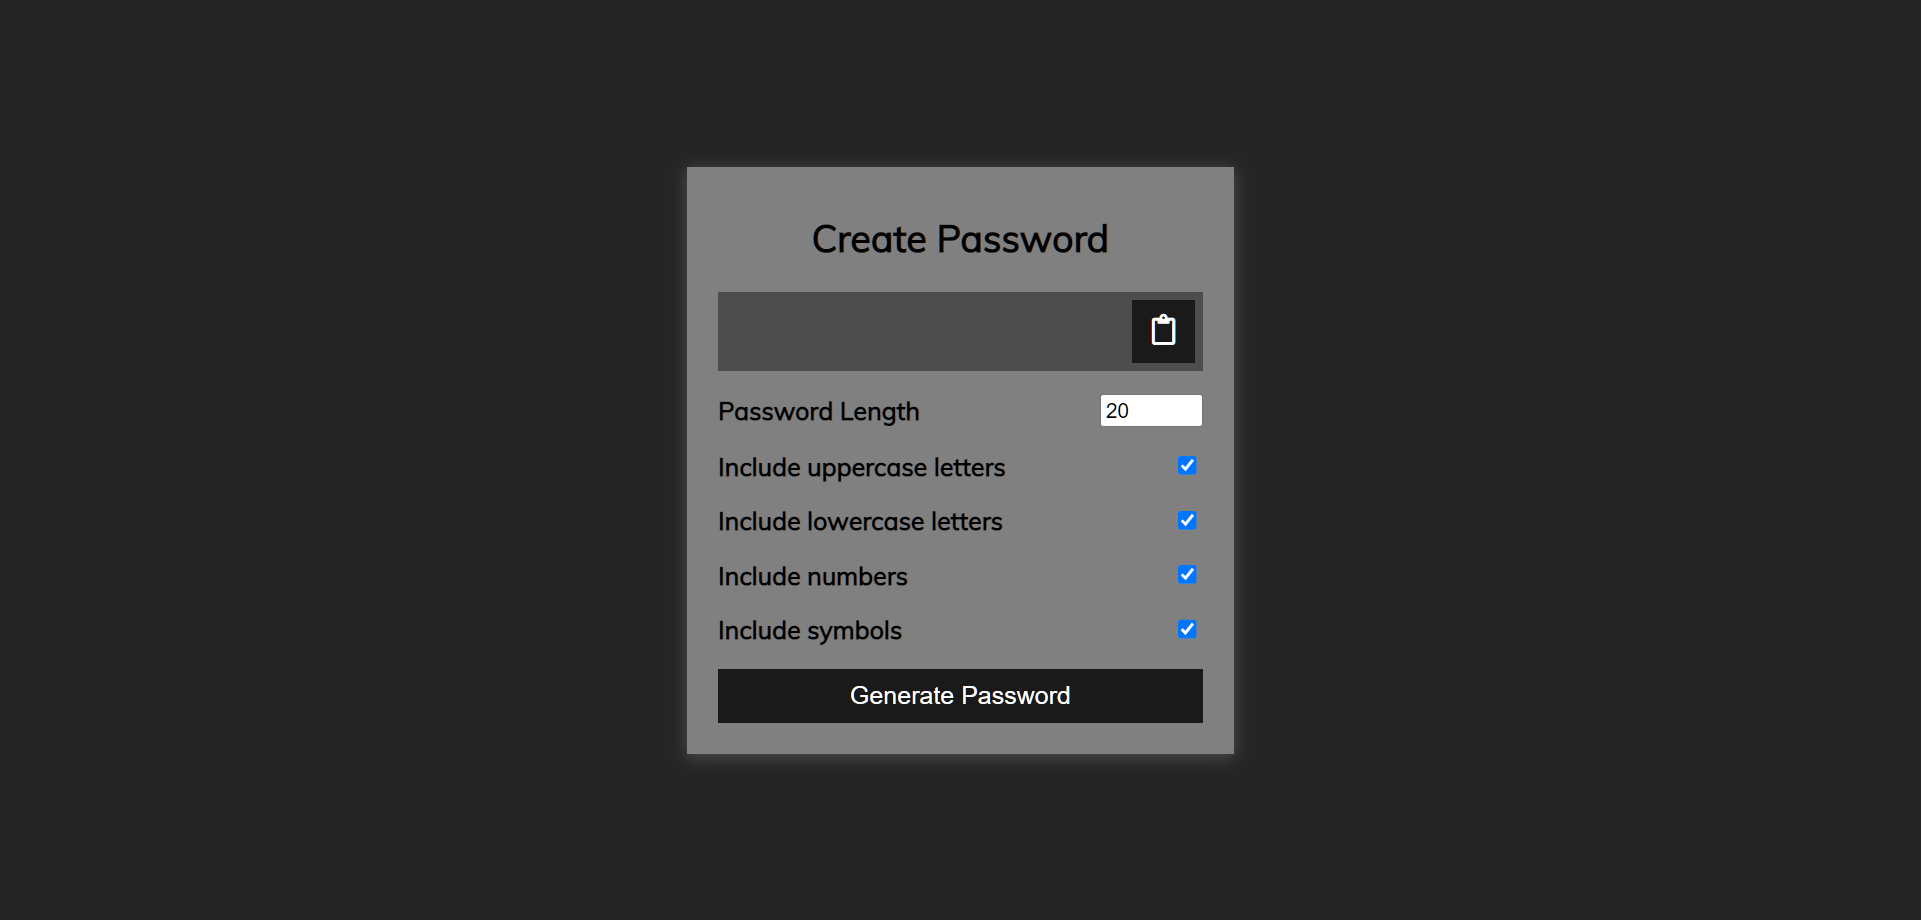 Create Password
Password Length 20
Include uppercase letters
Include lowercase letters
Include numbers
Include symbols
Generate Password